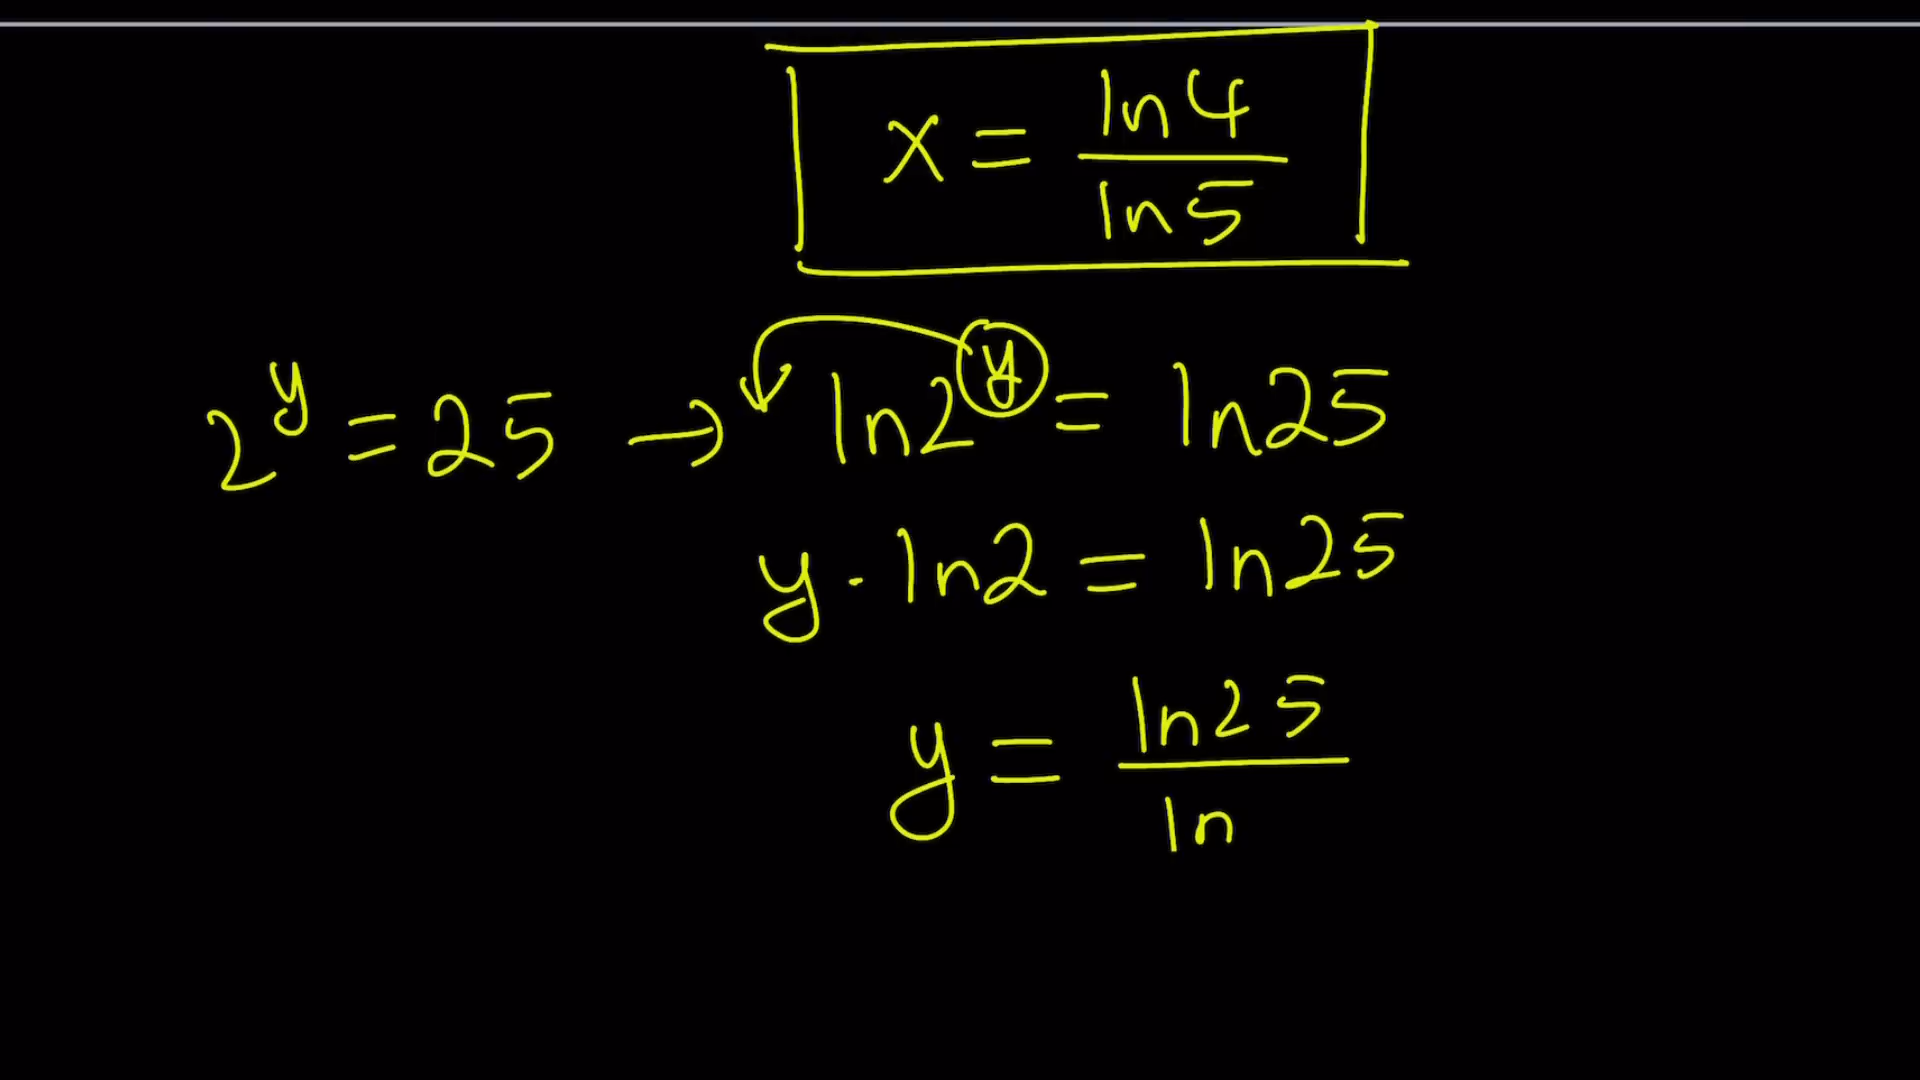 x = ln4/ln5
2^y = 25 → ln2^y = ln25
y · ln2 = ln25
y = ln25/ln